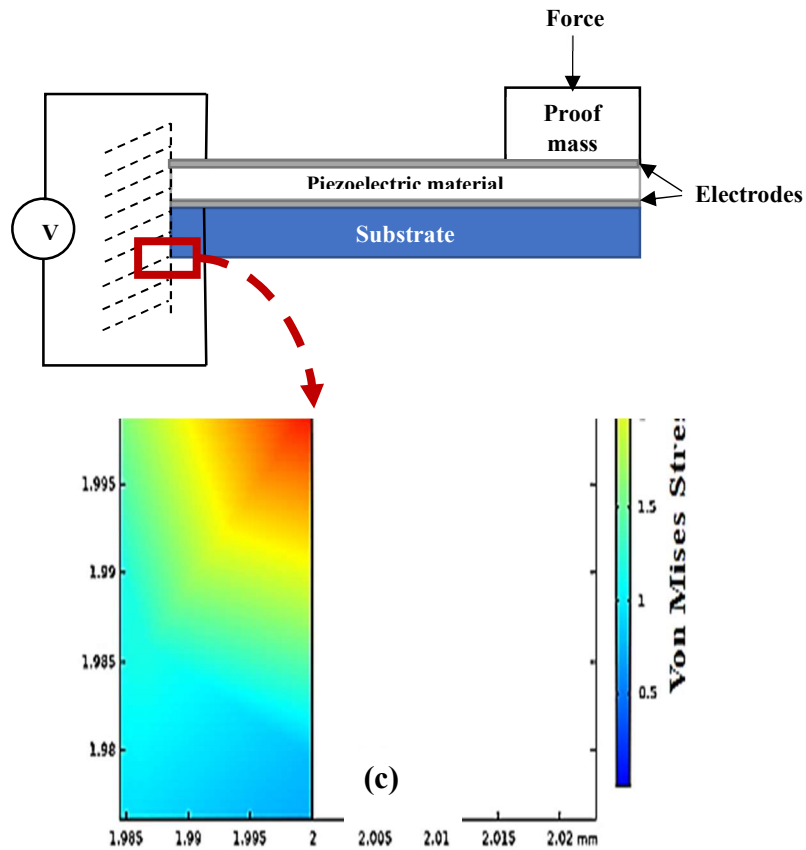 Force
Proof
mass
Piezoelectric material
Electrodes
V
Substrate
1.995
1.99
1.985
1.98
1.5
1
0.5
Von Mises Stre
(c)
1.985 1.99 1.995 2 2.005 2.01 2.015 2.02 mm